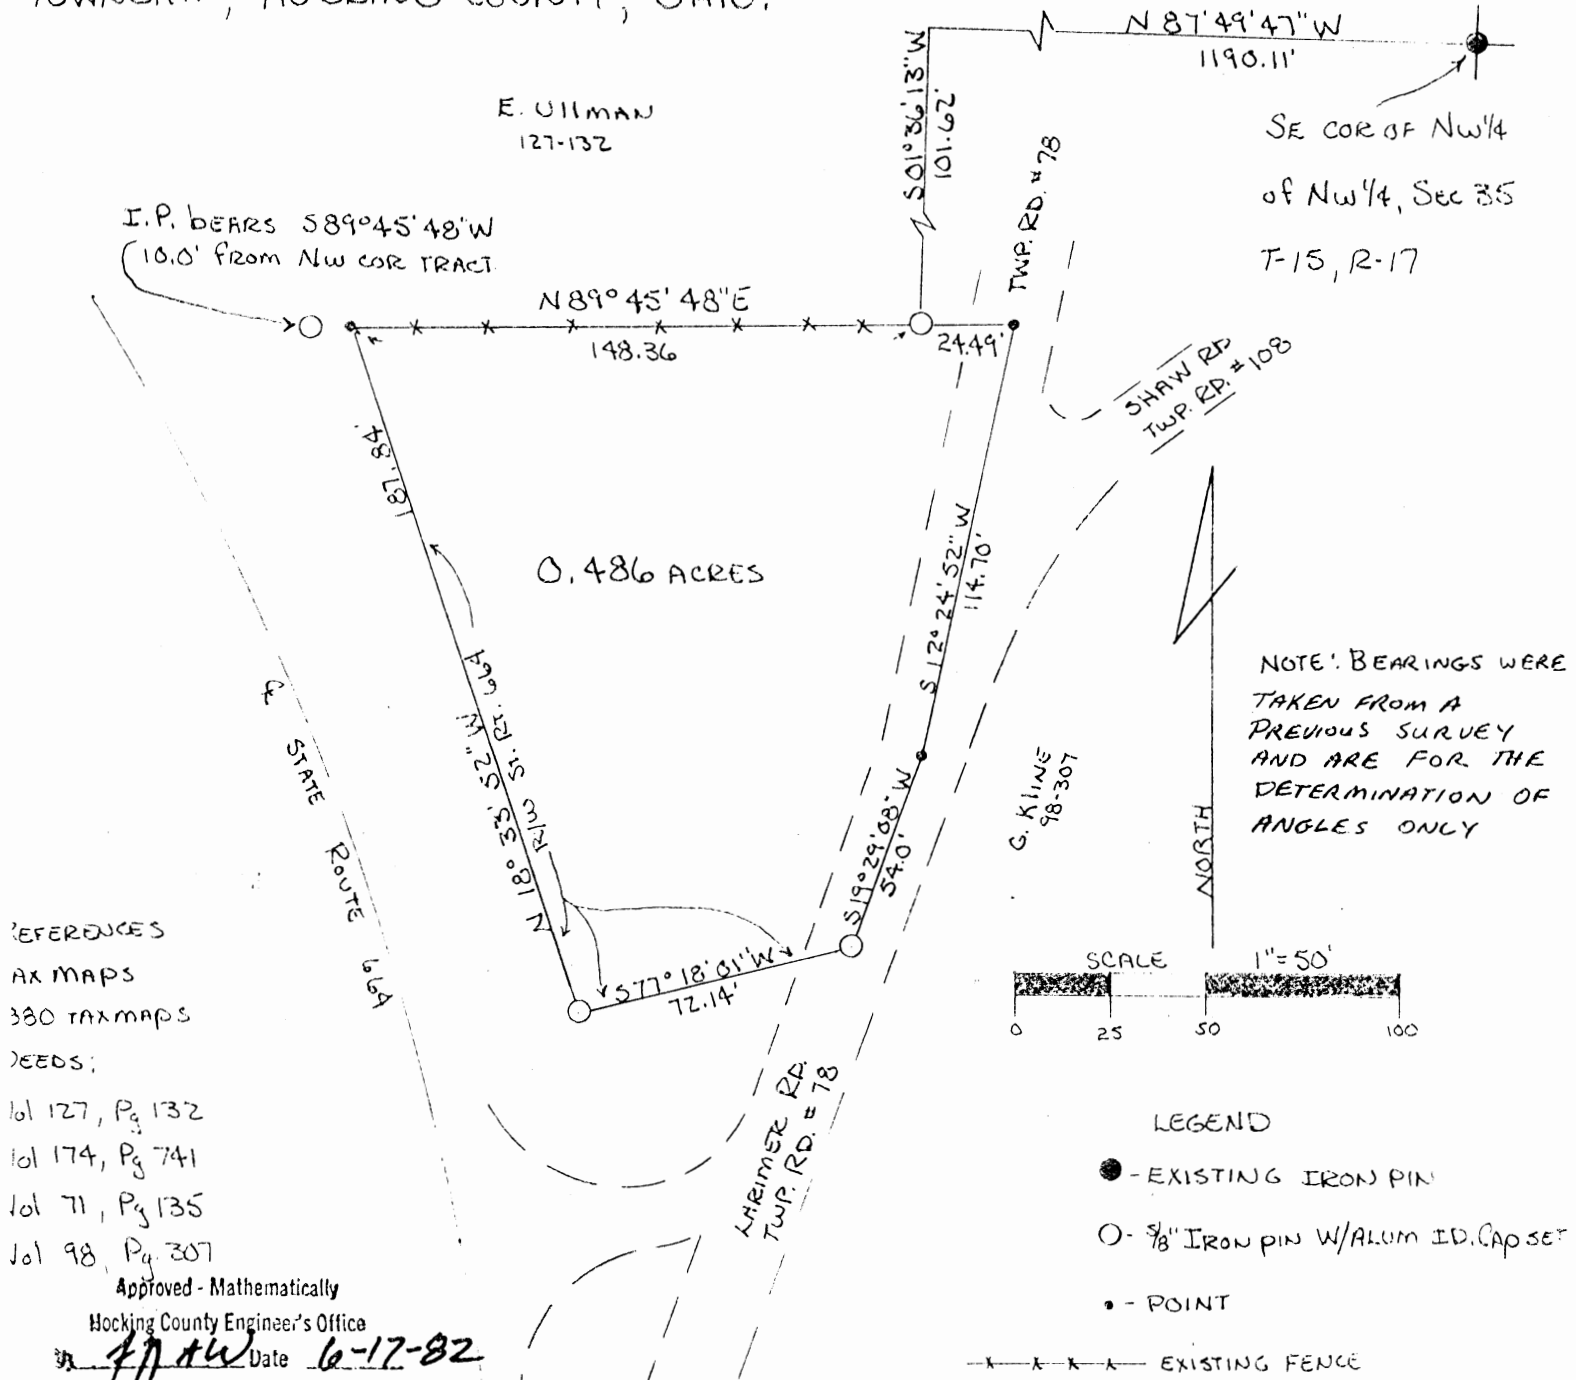 TOWNSHIP, HOCKING COUNTY, OHIO.
N 87°49'47"W
1190.11'
SE COR OF NW1/4
of NW1/4, SEC 35
T-15, R-17
S01°36'13"W
101.62'
E. UllMAN
127-132
I.P. bEARS S89°45'48"W
10.0' from NW COR TRACT
N89°45'48"E
148.36
24.49'
TWP. RD. #78
SHAW RD
TWP. RD. #108
187.84'
N 18° 33' 52" W
R/W St. Rt. 664
0.486 ACRES
S 12° 24' 52" W
114.70'
S19°29'08"W
54.0'
S77°18'01"W
72.14'
℄ STATE ROUTE 664
G. KliNE
98-307
NORTH
NOTE: BEARINGS WERE
TAKEN FROM A
PREVIOUS SURVEY
AND ARE FOR THE
DETERMINATION OF
ANGLES ONLY
SCALE 1"=50'
0 25 50 100
LARIMER RD.
TWP. RD. #78
EFERENCES
AX MAPS
380 TAX MAPS
DEEDS:
Vol 127, Pg 132
Vol 174, Pg 741
Vol 71, Pg 135
Vol 98, Pg. 307
Approved - Mathematically
Hocking County Engineer's Office
Date 6-17-82
LEGEND
- EXISTING IRON PIN
- 5/8" IRON PIN W/ALUM ID. CAP SET
- POINT
-x-x-x-x- EXISTING FENCE